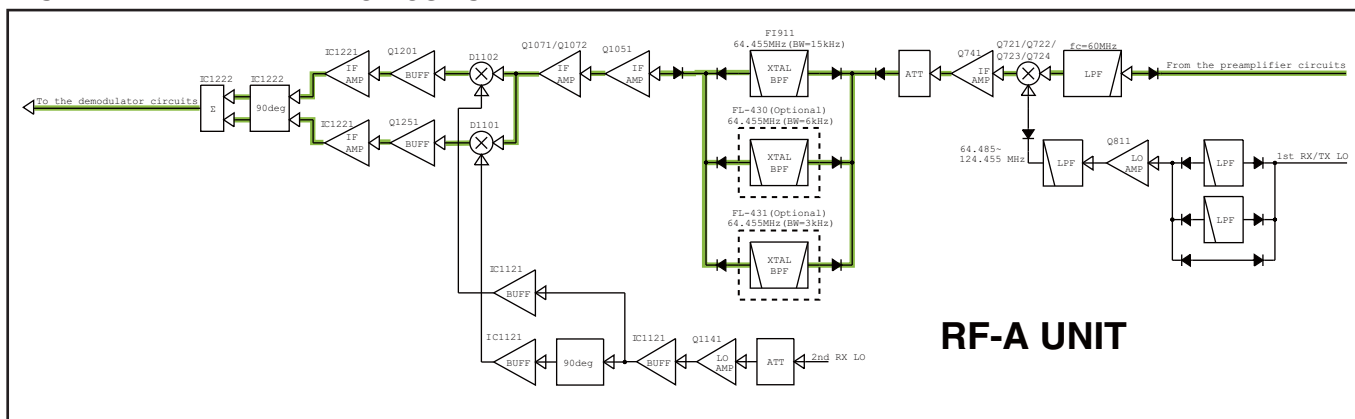 FI911
64.455MHz(BW=15kHz)
XTAL
BPF
FL-430(Optional)
64.455MHz(BW=6kHz)
XTAL
BPF
FL-431(Optional)
64.455MHz(BW=3kHz)
XTAL
BPF
IC1222
Σ
IC1222
90deg
To the demodulator circuits
IC1221
IF
AMP
Q1201
BUFF
D1102
IC1221
IF
AMP
Q1251
BUFF
D1101
Q1071/Q1072
IF
AMP
Q1051
IF
AMP
ATT
Q741
IF
AMP
Q721/Q722/
Q723/Q724
fc=60MHz
LPF
From the preamplifier circuits
64.485~
124.455 MHz
LPF
Q811
LO
AMP
LPF
LPF
1st RX/TX LO
IC1121
BUFF
IC1121
BUFF
90deg
IC1121
BUFF
Q1141
LO
AMP
ATT
2nd RX LO
RF-A UNIT